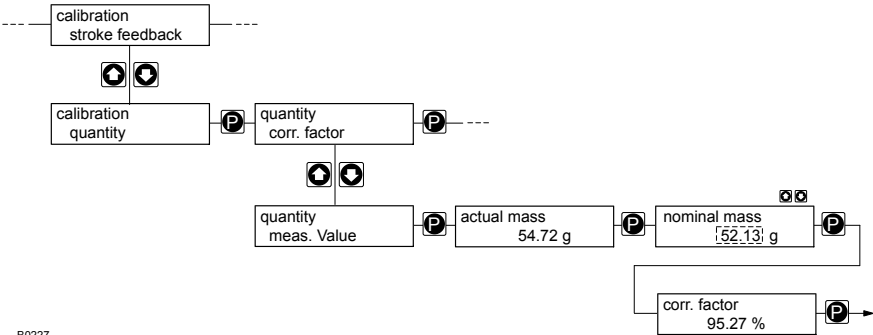 calibration
stroke feedback
calibration
quantity
P
quantity
corr. factor
P
quantity
meas. Value
P
actual mass
54.72 g
P
nominal mass
52.13 g
P
corr. factor
95.27 %
P
B0227